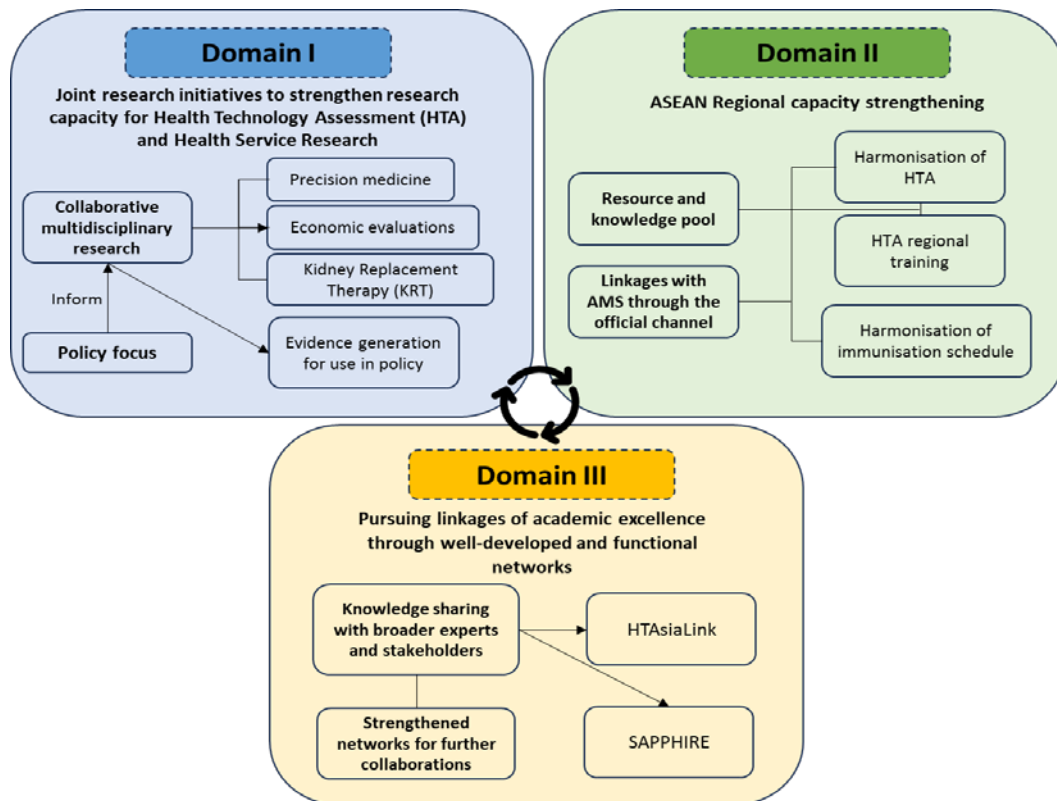 Domain I
Joint research initiatives to strengthen research
capacity for Health Technology Assessment (HTA)
and Health Service Research
Precision medicine
Collaborative
multidisciplinary
research
Economic evaluations
Kidney Replacement
Therapy (KRT)
Inform
Policy focus
Evidence generation
for use in policy
Domain II
ASEAN Regional capacity strengthening
Harmonisation of
HTA
Resource and
knowledge pool
HTA regional
training
Linkages with
AMS through the
official channel
Harmonisation of
immunisation schedule
Domain III
Pursuing linkages of academic excellence
through well-developed and functional
networks
Knowledge sharing
with broader experts
and stakeholders
HTAsiaLink
Strengthened
networks for further
collaborations
SAPPHIRE